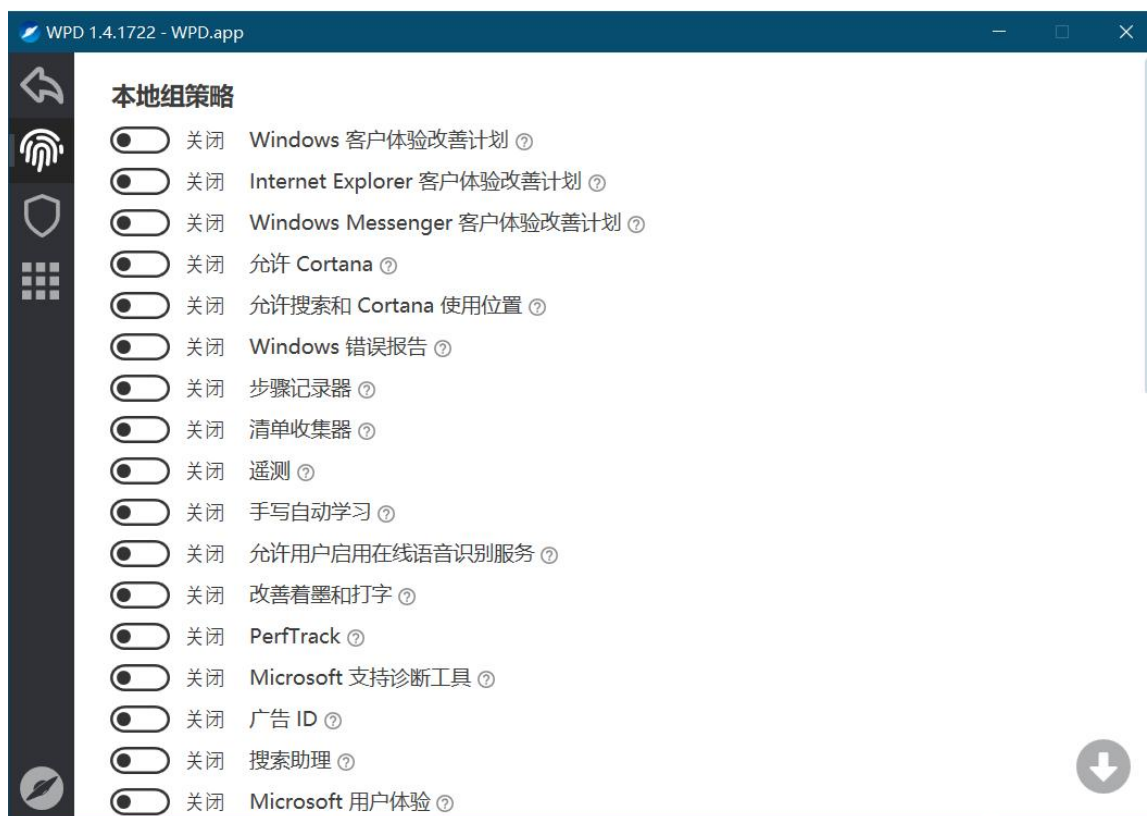 WPD 1.4.1722 - WPD.app
本地组策略
关闭 Windows 客户体验改善计划
关闭 Internet Explorer 客户体验改善计划
关闭 Windows Messenger 客户体验改善计划
关闭 允许 Cortana
关闭 允许搜索和 Cortana 使用位置
关闭 Windows 错误报告
关闭 步骤记录器
关闭 清单收集器
关闭 遥测
关闭 手写自动学习
关闭 允许用户启用在线语音识别服务
关闭 改善着墨和打字
关闭 PerfTrack
关闭 Microsoft 支持诊断工具
关闭 广告 ID
关闭 搜索助理
关闭 Microsoft 用户体验